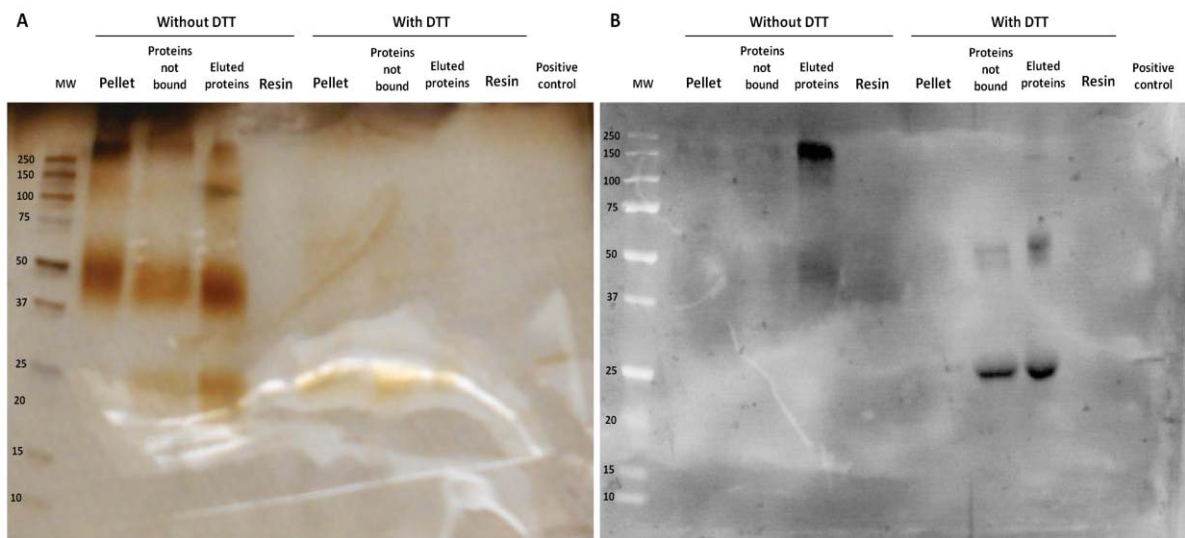 A
Without DTT
With DTT
MW
Pellet
Proteins
not
bound
Eluted
proteins
Resin
Pellet
Proteins
not
bound
Eluted
proteins
Resin
Positive
control
250
150
100
75
50
37
25
20
15
10
B
Without DTT
With DTT
MW
Pellet
Proteins
not
bound
Eluted
proteins
Resin
Pellet
Proteins
not
bound
Eluted
proteins
Resin
Positive
control
250
150
100
75
50
37
25
20
15
10